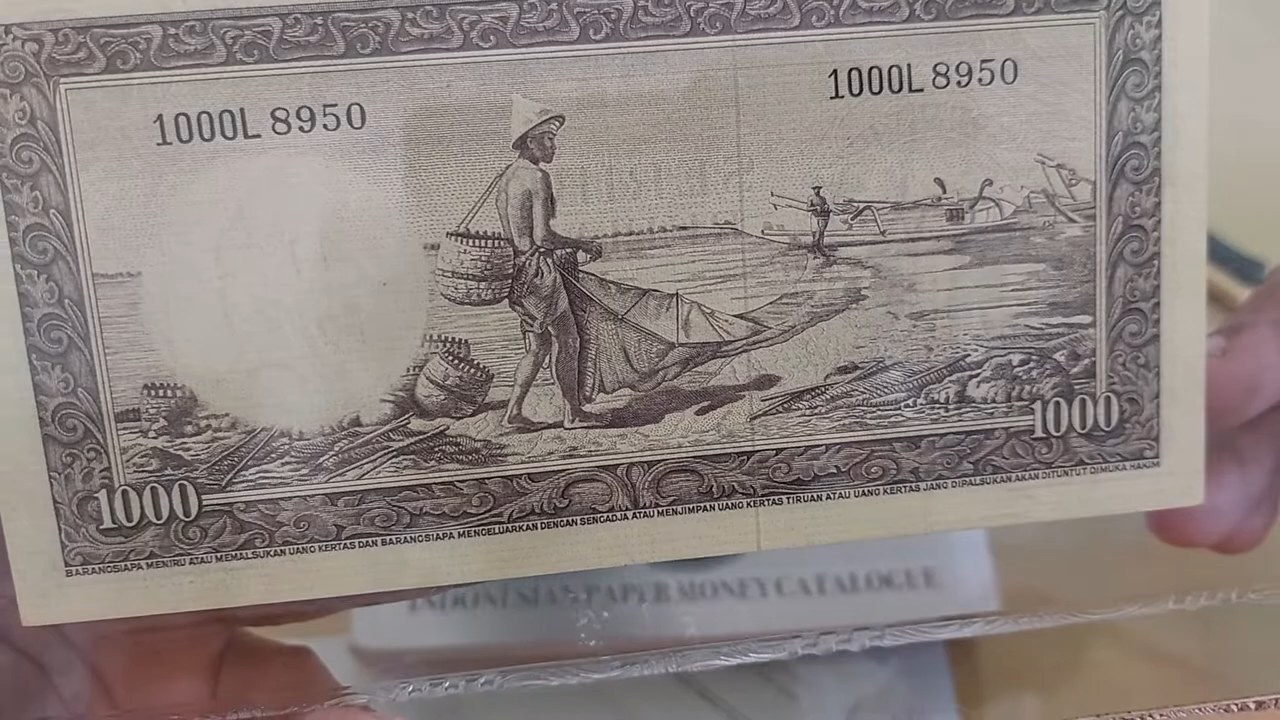 1000L 8950
1000L 8950
1000
1000
BARANGSIAPA MENIRU ATAU MEMALSUKAN UANG KERTAS DAN BARANGSIAPA MENGELUARKAN DENGAN SENGADJA ATAU MENJIMPAN UANG KERTAS TIRUAN ATAU UANG KERTAS JANG DIPALSUKAN AKAN DITUNTUT DIMUKA HAKIM
INDONESIAN PAPER MONEY CATALOGUE